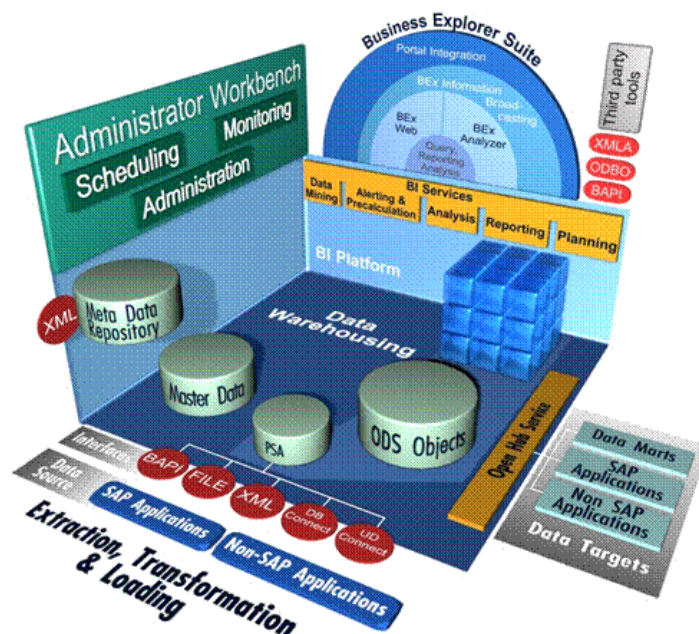 Business Explorer Suite
Portal Integration
BEx Information
Broad-
casting
BEx
Web
BEx
Analyzer
Query,
Reporting
Analysis
Third party
tools
XMLA
ODBO
BAPI
Administrator Workbench
Scheduling
Monitoring
Administration
BI Services
Data
Mining
Alerting &
Precalculation
Analysis
Reporting
Planning
BI Platform
XML
Meta Data
Repository
Data
Warehousing
Master Data
PSA
ODS Objects
Open Hub Service
Data Marts
SAP
Applications
Non SAP
Applications
Data Targets
Interface
BAPI
FILE
XML
DB
Connect
UD
Connect
Data
Source
SAP Applications
Non-SAP Applications
Extraction, Transformation
& Loading